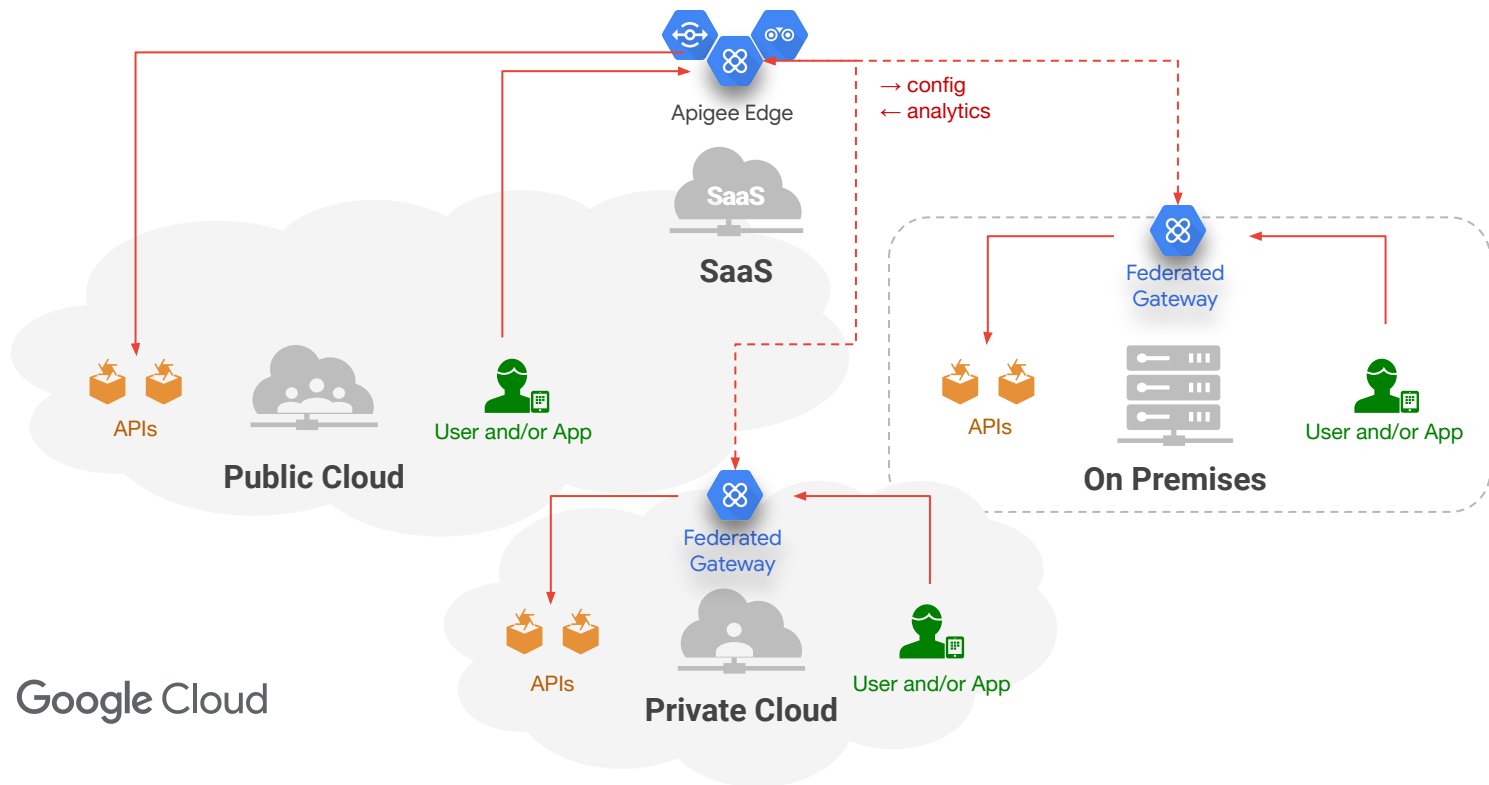 Apigee Edge
→ config
← analytics
SaaS
SaaS
Federated
Gateway
APIs
User and/or App
Public Cloud
APIs
User and/or App
On Premises
Federated
Gateway
APIs
User and/or App
Private Cloud
Google Cloud